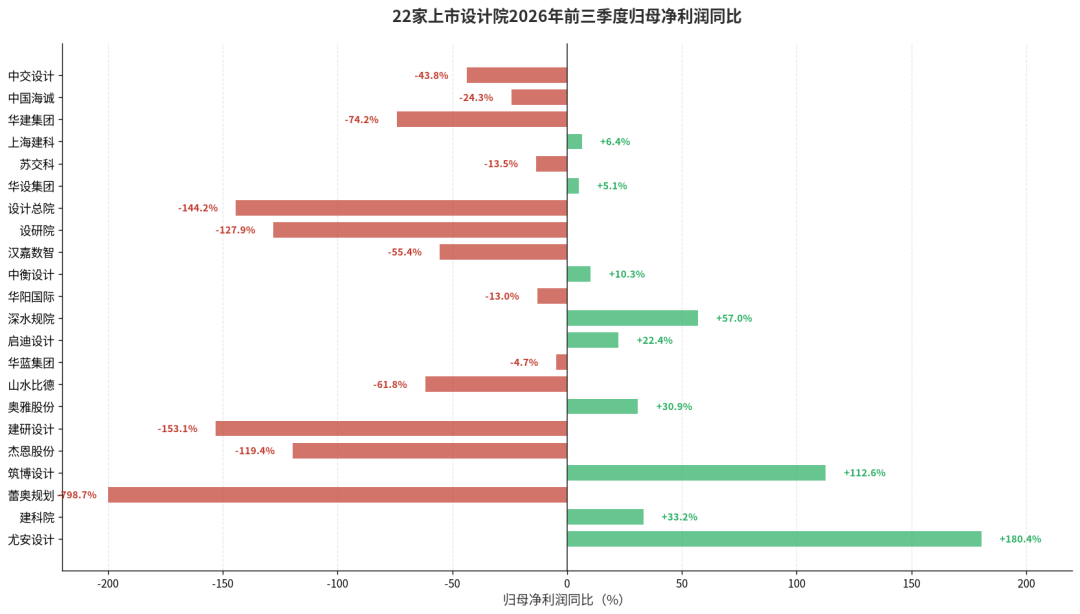 22家上市设计院2026年前三季度归母净利润同比
中交设计 -43.8%
中国海诚 -24.3%
华建集团 -74.2%
上海建科 +6.4%
苏交科 -13.5%
华设集团 +5.1%
设计总院 -144.2%
设研院 -127.9%
汉嘉数智 -55.4%
中衡设计 +10.3%
华阳国际 -13.0%
深水规院 +57.0%
启迪设计 +22.4%
华蓝集团 -4.7%
山水比德 -61.8%
奥雅股份 +30.9%
建研设计 -153.1%
杰恩股份 -119.4%
筑博设计 +112.6%
蕾奥规划 -798.7%
建科院 +33.2%
尤安设计 +180.4%
-200 -150 -100 -50 0 50 100 150 200
归母净利润同比（%）